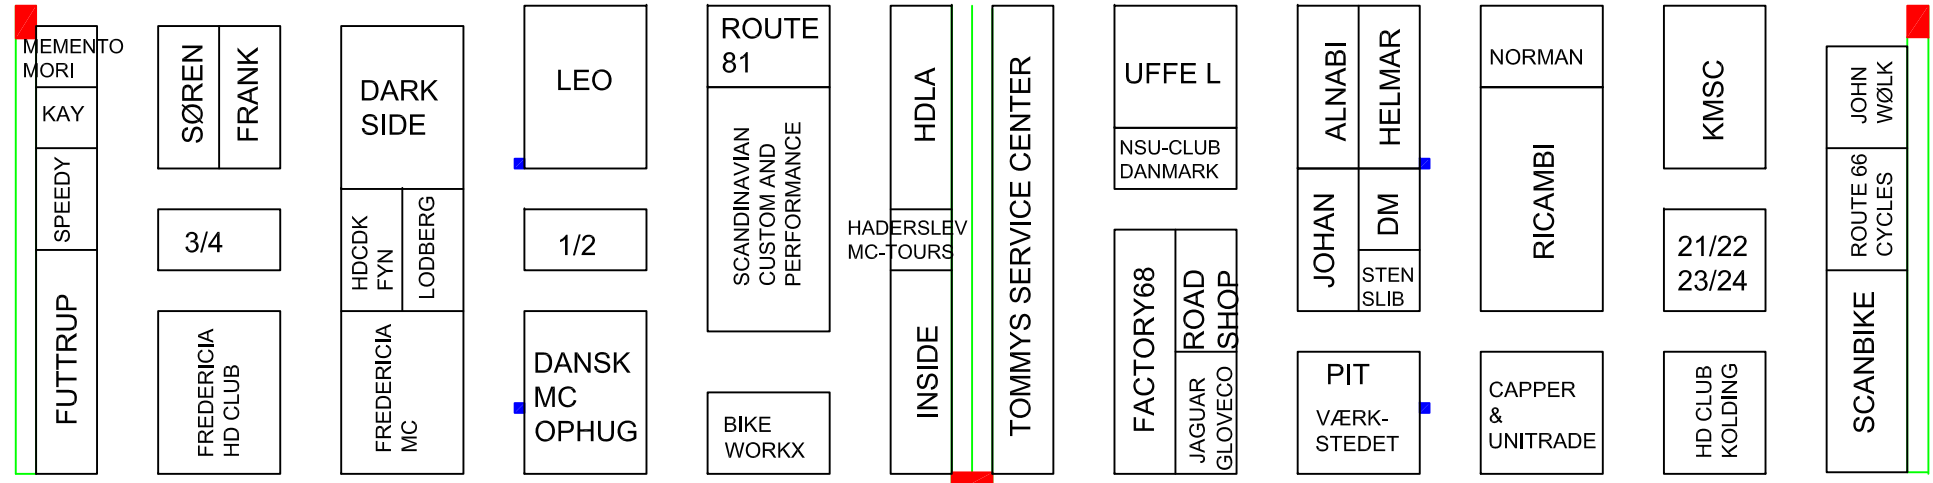 MEMENTO
MORI
KAY
SPEEDY
FUTTRUP
SØREN
FRANK
3/4
FREDERICIA
HD CLUB
DARK
SIDE
HDCDK
FYN
LODBERG
FREDERICIA
MC
LEO
1/2
DANSK
MC
OPHUG
ROUTE
81
SCANDINAVIAN
CUSTOM AND
PERFORMANCE
BIKE
WORKX
HDLA
HADERSLEV
MC-TOURS
INSIDE
TOMMYS SERVICE CENTER
UFFE L
NSU-CLUB
DANMARK
FACTORY68
ROAD
SHOP
JAGUAR
GLOVECO
ALNABI
HELMAR
JOHAN
DM
STEN
SLIB
PIT
VÆRK-
STEDET
NORMAN
RICAMBI
CAPPER
&
UNITRADE
KMSC
21/22
23/24
HD CLUB
KOLDING
JOHN
WØLK
ROUTE 66
CYCLES
SCANBIKE